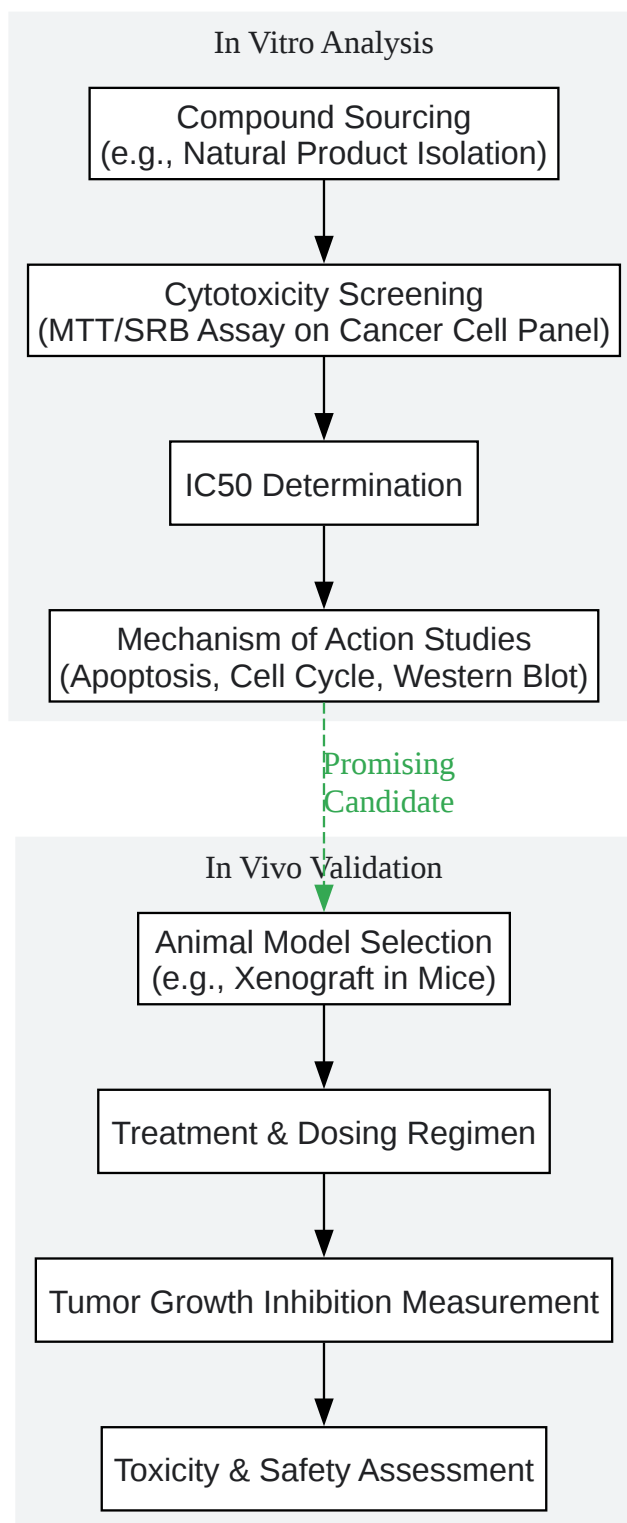 In Vitro Analysis
Compound Sourcing
(e.g., Natural Product Isolation)
Cytotoxicity Screening
(MTT/SRB Assay on Cancer Cell Panel)
IC50 Determination
Mechanism of Action Studies
(Apoptosis, Cell Cycle, Western Blot)
Promising
Candidate
In Vivo Validation
Animal Model Selection
(e.g., Xenograft in Mice)
Treatment & Dosing Regimen
Tumor Growth Inhibition Measurement
Toxicity & Safety Assessment